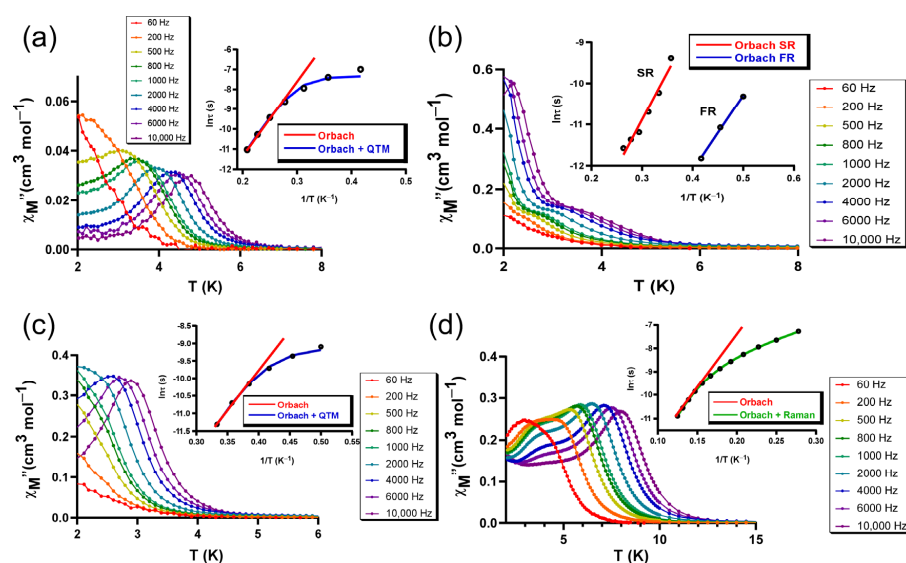 (a)
χM''(cm³ mol⁻¹)
0.06
0.04
0.02
0.00
2 3 4 5 6 7 8
T (K)
60 Hz
200 Hz
500 Hz
800 Hz
1000 Hz
2000 Hz
4000 Hz
6000 Hz
10,000 Hz
lnτ (s)
-5
-6
-7
-8
-9
-10
-11
-12
0.2 0.3 0.4 0.5
1/T (K⁻¹)
Orbach
Orbach + QTM
(b)
χM''(cm³ mol⁻¹)
0.6
0.4
0.2
0.0
2 3 4 5 6 7 8
T (K)
lnτ (s)
-9
-10
-11
-12
0.1 0.2 0.3 0.4 0.5 0.6
1/T (K⁻¹)
Orbach SR
Orbach FR
SR
FR
60 Hz
200 Hz
500 Hz
800 Hz
1000 Hz
2000 Hz
4000 Hz
6000 Hz
10,000 Hz
(c)
χM''(cm³ mol⁻¹)
0.4
0.3
0.2
0.1
0.0
2 3 4 5 6
T (K)
lnτ (s)
-8.5
-9.0
-9.5
-10.0
-10.5
-11.0
-11.5
0.30 0.35 0.40 0.45 0.50 0.55
1/T (K⁻¹)
Orbach
Orbach + QTM
60 Hz
200 Hz
500 Hz
800 Hz
1000 Hz
2000 Hz
4000 Hz
6000 Hz
10,000 Hz
(d)
χM''(cm³ mol⁻¹)
0.4
0.3
0.2
0.1
0.0
5 10 15
T (K)
lnτ (s)
-7
-8
-9
-10
-11
0.10 0.15 0.20 0.25 0.30
1/T (K⁻¹)
Orbach
Orbach + Raman
60 Hz
200 Hz
500 Hz
800 Hz
1000 Hz
2000 Hz
4000 Hz
6000 Hz
10,000 Hz